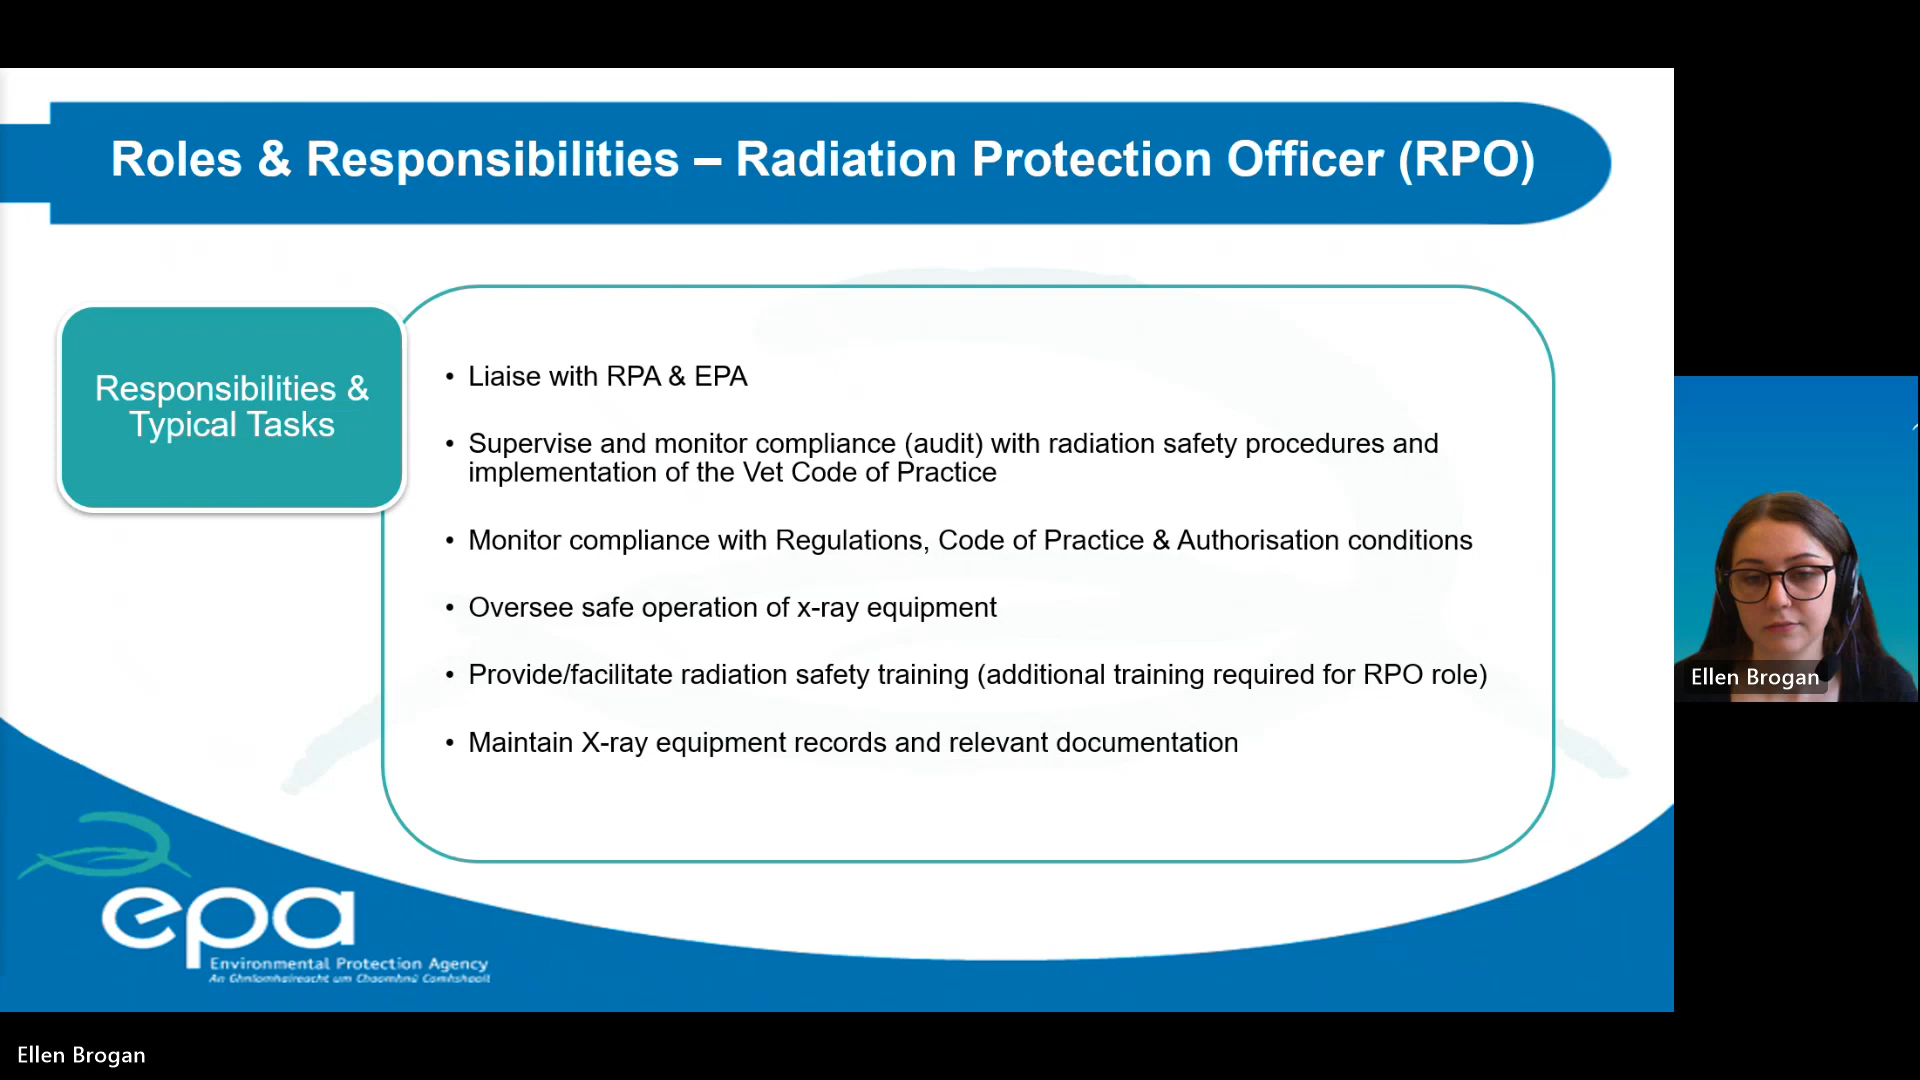 Roles & Responsibilities – Radiation Protection Officer (RPO)
Responsibilities &
Typical Tasks
• Liaise with RPA & EPA
• Supervise and monitor compliance (audit) with radiation safety procedures and
implementation of the Vet Code of Practice
• Monitor compliance with Regulations, Code of Practice & Authorisation conditions
• Oversee safe operation of x-ray equipment
• Provide/facilitate radiation safety training (additional training required for RPO role)
• Maintain X-ray equipment records and relevant documentation
epa
Environmental Protection Agency
An Ghníomhaireacht um Chaomhnú Comhshaoil
Ellen Brogan
Ellen Brogan